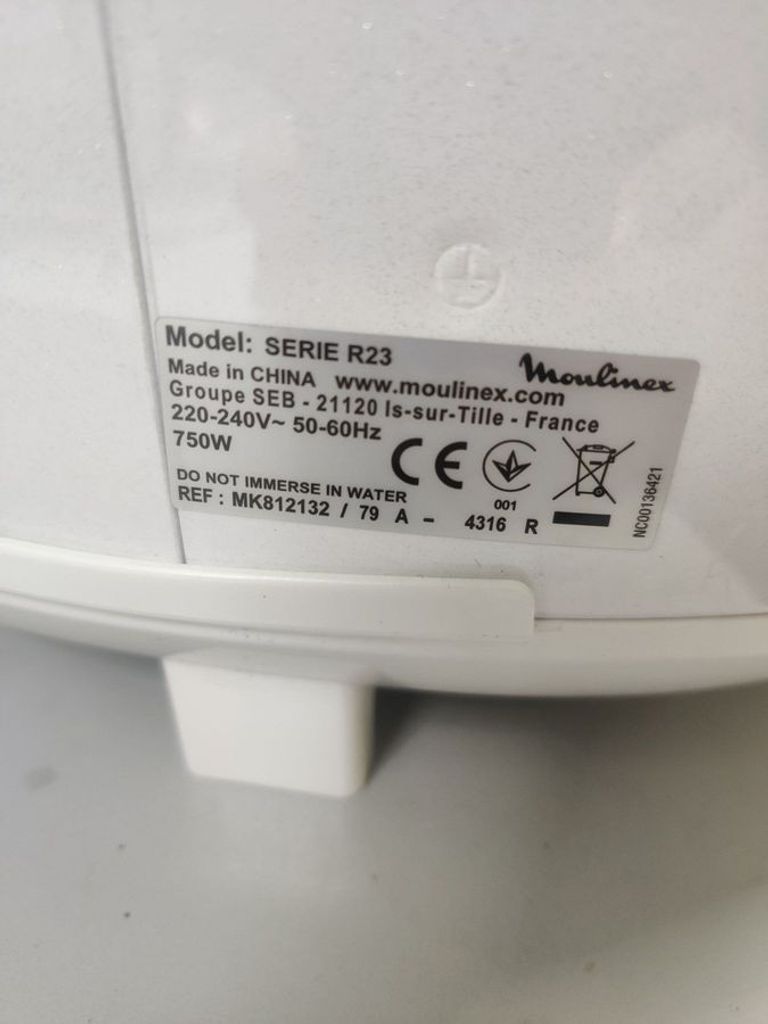 Model: SERIE R23
Moulinex
Made in CHINA www.moulinex.com
Groupe SEB - 21120 Is-sur-Tille - France
220-240V~ 50-60Hz
750W
CE
001
DO NOT IMMERSE IN WATER
REF : MK812132 / 79 A - 4316 R
NC00136421